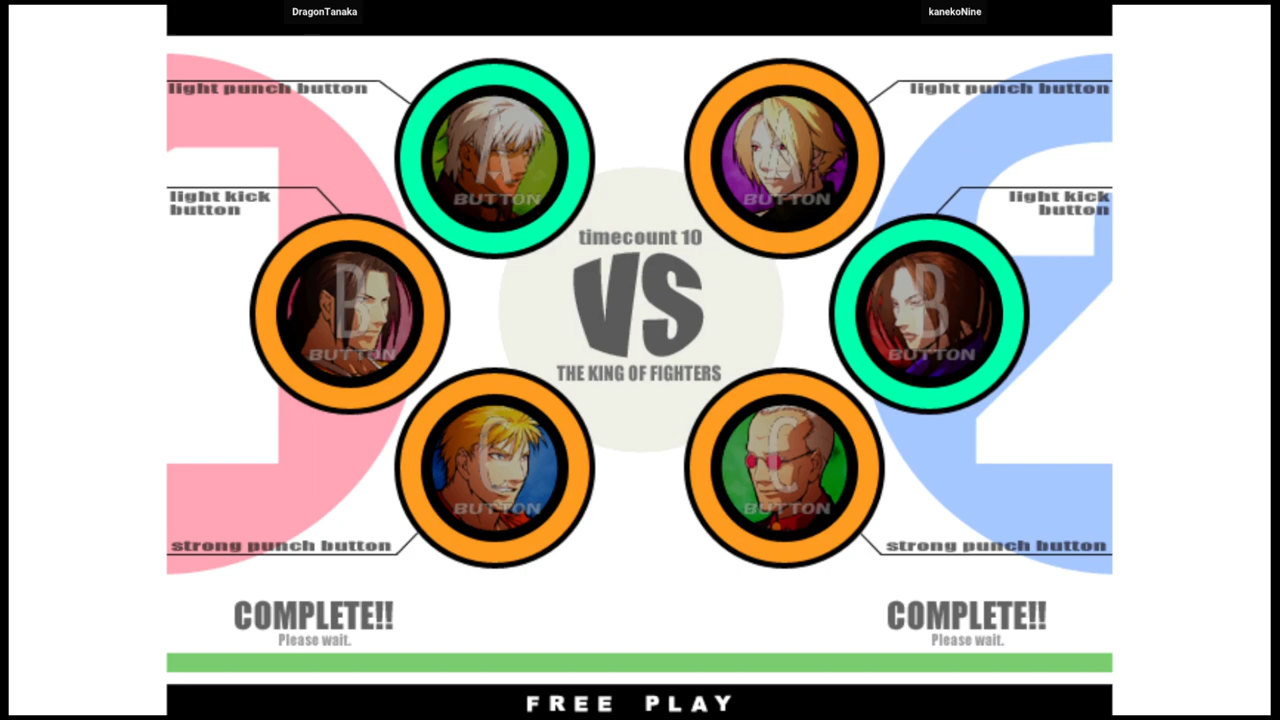 DragonTanaka
kanekoNine
light punch button
light punch button
A
BUTTON
A
BUTTON
light kick
button
light kick
button
timecount 10
VS
THE KING OF FIGHTERS
B
BUTTON
B
BUTTON
C
BUTTON
C
BUTTON
strong punch button
strong punch button
COMPLETE!!
Please wait.
COMPLETE!!
Please wait.
FREE PLAY
1
2